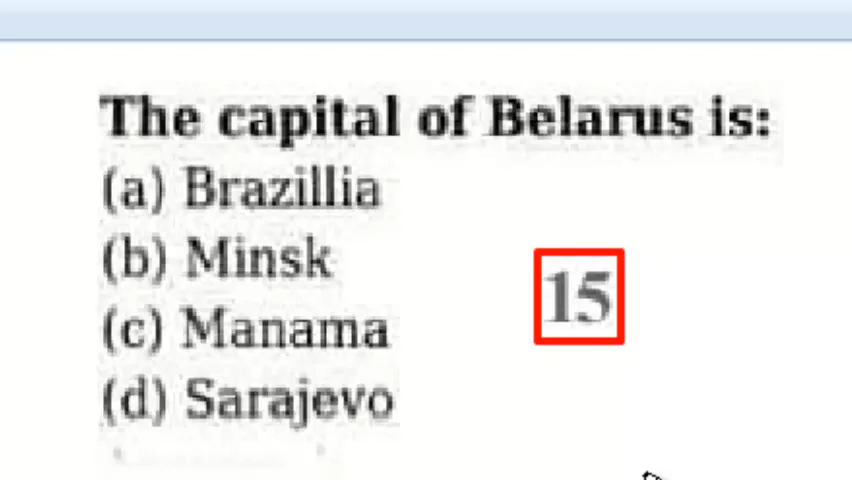 The capital of Belarus is:
(a) Brazillia
(b) Minsk
(c) Manama
(d) Sarajevo
15